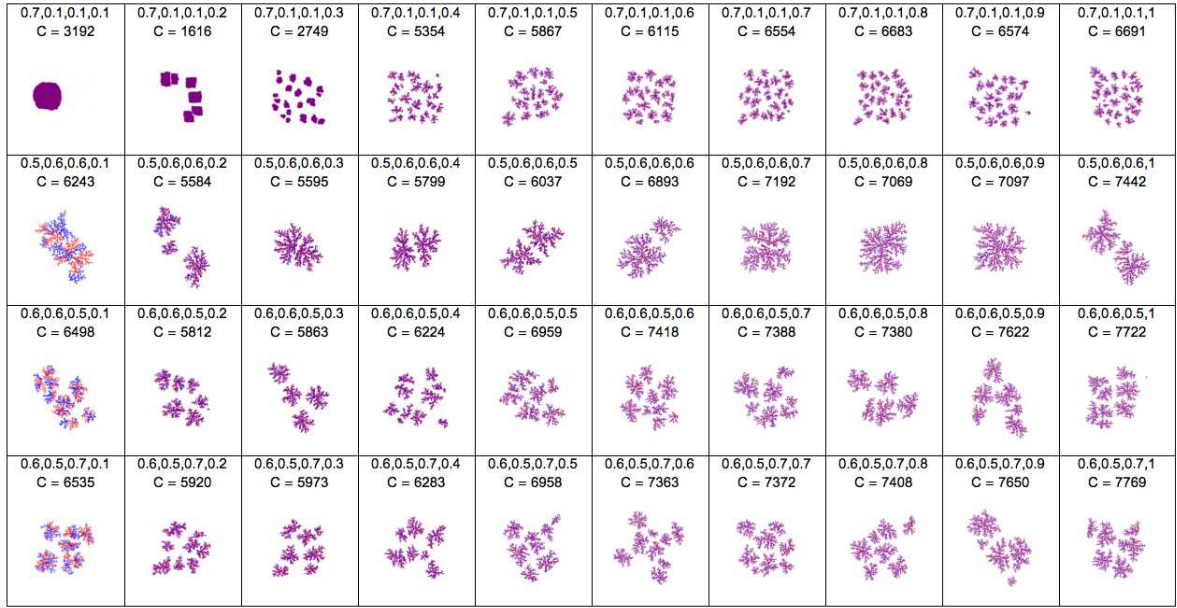 0.7,0.1,0.1,0.1 0.7,0.1,0.1,0.2 0.7,0.1,0.1,0.3 0.7,0.1,0.1,0.4 0.7,0.1,0.1,0.5 0.7,0.1,0.1,0.6 0.7,0.1,0.1,0.7 0.7,0.1,0.1,0.8 0.7,0.1,0.1,0.9 0.7,0.1,0.1,1
C = 3192 C = 1616 C = 2749 C = 5354 C = 5867 C = 6115 C = 6554 C = 6683 C = 6574 C = 6691
0.5,0.6,0.6,0.1 0.5,0.6,0.6,0.2 0.5,0.6,0.6,0.3 0.5,0.6,0.6,0.4 0.5,0.6,0.6,0.5 0.5,0.6,0.6,0.6 0.5,0.6,0.6,0.7 0.5,0.6,0.6,0.8 0.5,0.6,0.6,0.9 0.5,0.6,0.6,1
C = 6243 C = 5584 C = 5595 C = 5799 C = 6037 C = 6893 C = 7192 C = 7069 C = 7097 C = 7442
0.6,0.6,0.5,0.1 0.6,0.6,0.5,0.2 0.6,0.6,0.5,0.3 0.6,0.6,0.5,0.4 0.6,0.6,0.5,0.5 0.6,0.6,0.5,0.6 0.6,0.6,0.5,0.7 0.6,0.6,0.5,0.8 0.6,0.6,0.5,0.9 0.6,0.6,0.5,1
C = 6498 C = 5812 C = 5863 C = 6224 C = 6959 C = 7418 C = 7388 C = 7380 C = 7622 C = 7722
0.6,0.5,0.7,0.1 0.6,0.5,0.7,0.2 0.6,0.5,0.7,0.3 0.6,0.5,0.7,0.4 0.6,0.5,0.7,0.5 0.6,0.5,0.7,0.6 0.6,0.5,0.7,0.7 0.6,0.5,0.7,0.8 0.6,0.5,0.7,0.9 0.6,0.5,0.7,1
C = 6535 C = 5920 C = 5973 C = 6283 C = 6958 C = 7363 C = 7372 C = 7408 C = 7650 C = 7769